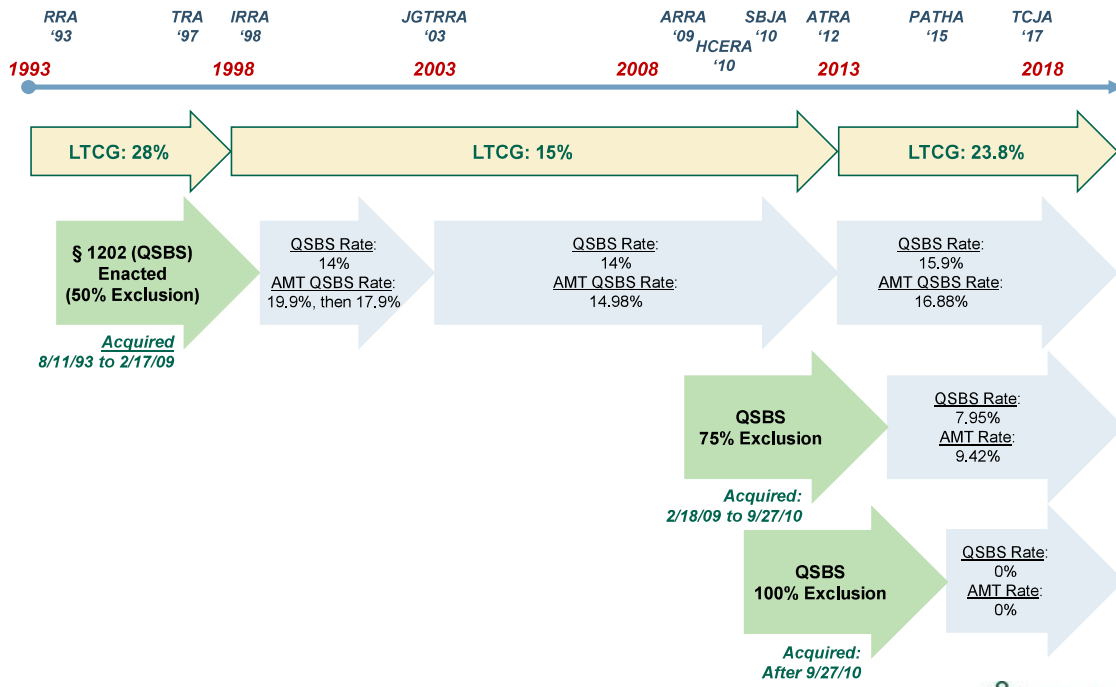 RRA
‘93
TRA
‘97
IRRA
‘98
JGTRRA
‘03
ARRA
‘09
HCERA
‘10
SBJA
‘10
ATRA
‘12
PATHA
‘15
TCJA
‘17
1993
1998
2003
2008
2013
2018
LTCG: 28%
LTCG: 15%
LTCG: 23.8%
§ 1202 (QSBS)
Enacted
(50% Exclusion)
Acquired
8/11/93 to 2/17/09
QSBS Rate:
14%
AMT QSBS Rate:
19.9%, then 17.9%
QSBS Rate:
14%
AMT QSBS Rate:
14.98%
QSBS Rate:
15.9%
AMT QSBS Rate:
16.88%
QSBS
75% Exclusion
Acquired:
2/18/09 to 9/27/10
QSBS Rate:
7.95%
AMT Rate:
9.42%
QSBS
100% Exclusion
Acquired:
After 9/27/10
QSBS Rate:
0%
AMT Rate:
0%